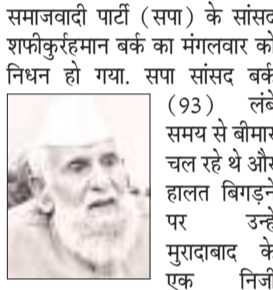 समाजवादी पार्टी (सपा) के सांसद
शफीकुर्रहमान बर्क का मंगलवार को
निधन हो गया. सपा सांसद बर्क
(93) लंबे
समय से बीमार
चल रहे थे और
हालत बिगड़ने
पर उन्हें
मुरादाबाद के
एक निजी